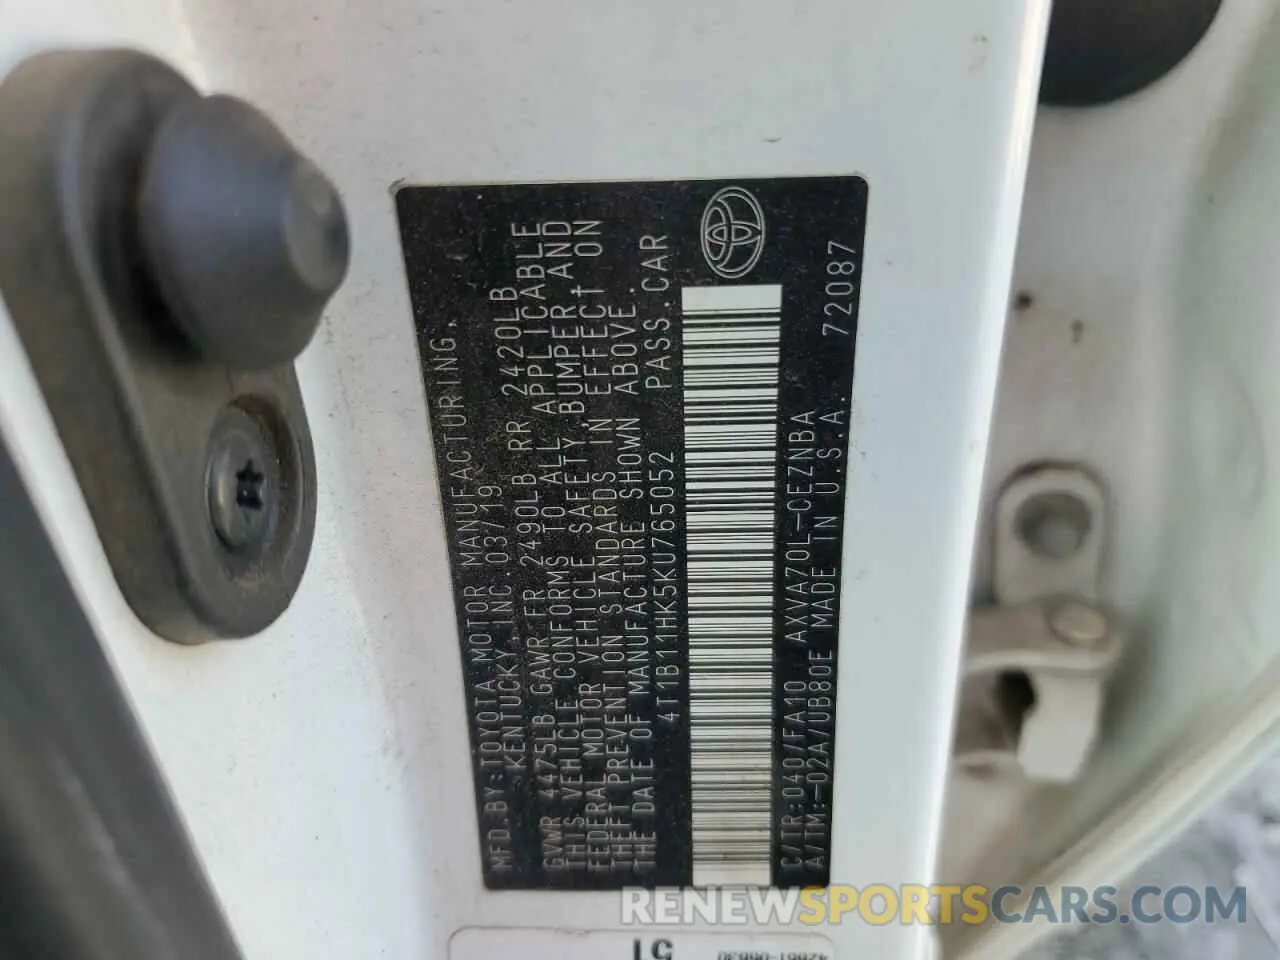 MFD.BY:TOYOTA MOTOR MANUFACTURING,
KENTUCKY, INC. 03/19
GVWR 4475LB GAWR FR 2490LB RR 2420LB
THIS VEHICLE CONFORMS TO ALL APPLICABLE
FEDERAL MOTOR VEHICLE SAFETY,BUMPER AND
THEFT PREVENTION STANDARDS IN EFFECT ON
THE DATE OF MANUFACTURE SHOWN ABOVE.
4T1B11HK5KU765052 PASS.CAR
C/TR:040/FA10 AXVA70L-CEZNBA
A/TM:-02A/UB80E MADE IN U.S.A. 72087
51
RENEWSPORTSCARS.COM